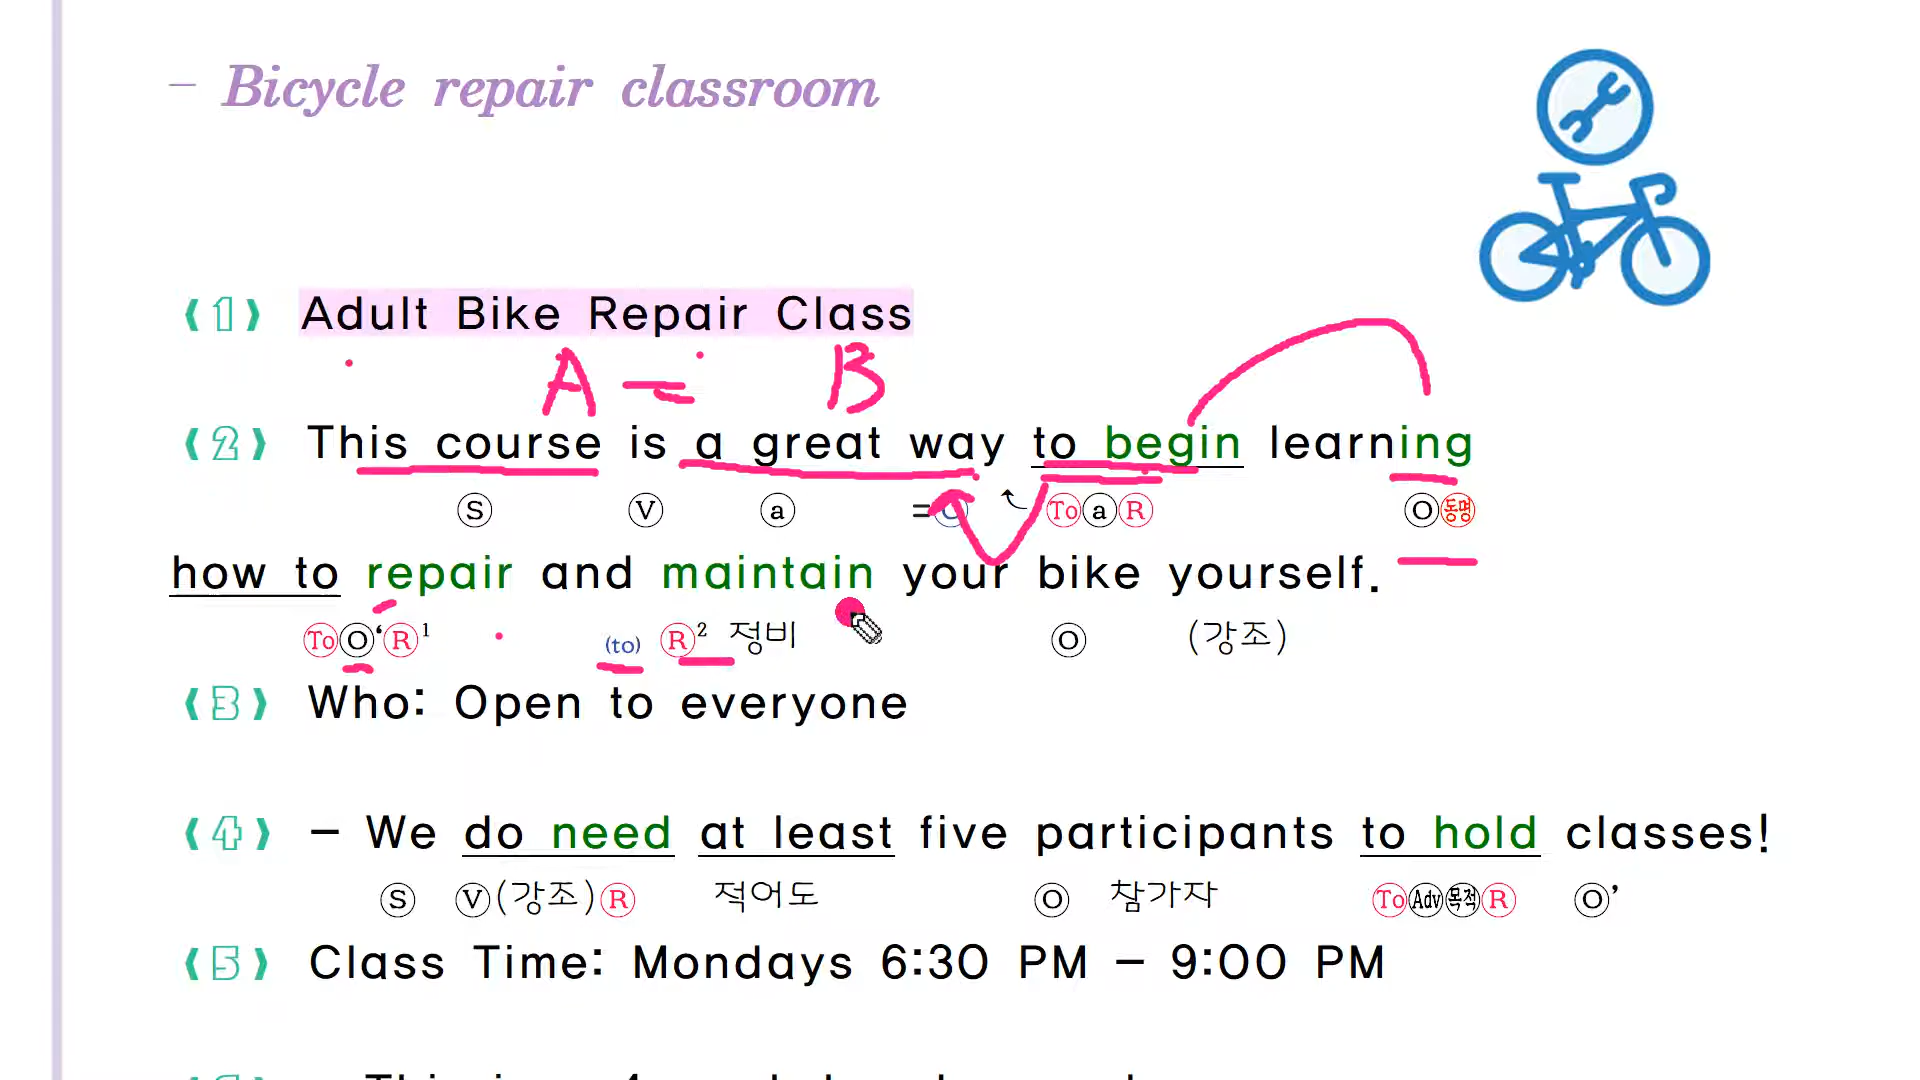 - Bicycle repair classroom
(1) Adult Bike Repair Class
A = B
(2) This course is a great way to begin learning
S V a = To a R O 동명
how to repair and maintain your bike yourself.
To O' R 1 (to) R 2 정비 O (강조)
(3) Who: Open to everyone
(4) - We do need at least five participants to hold classes!
S V (강조) R 적어도 O 참가자 To Adv 목적 R O'
(5) Class Time: Mondays 6:30 PM - 9:00 PM